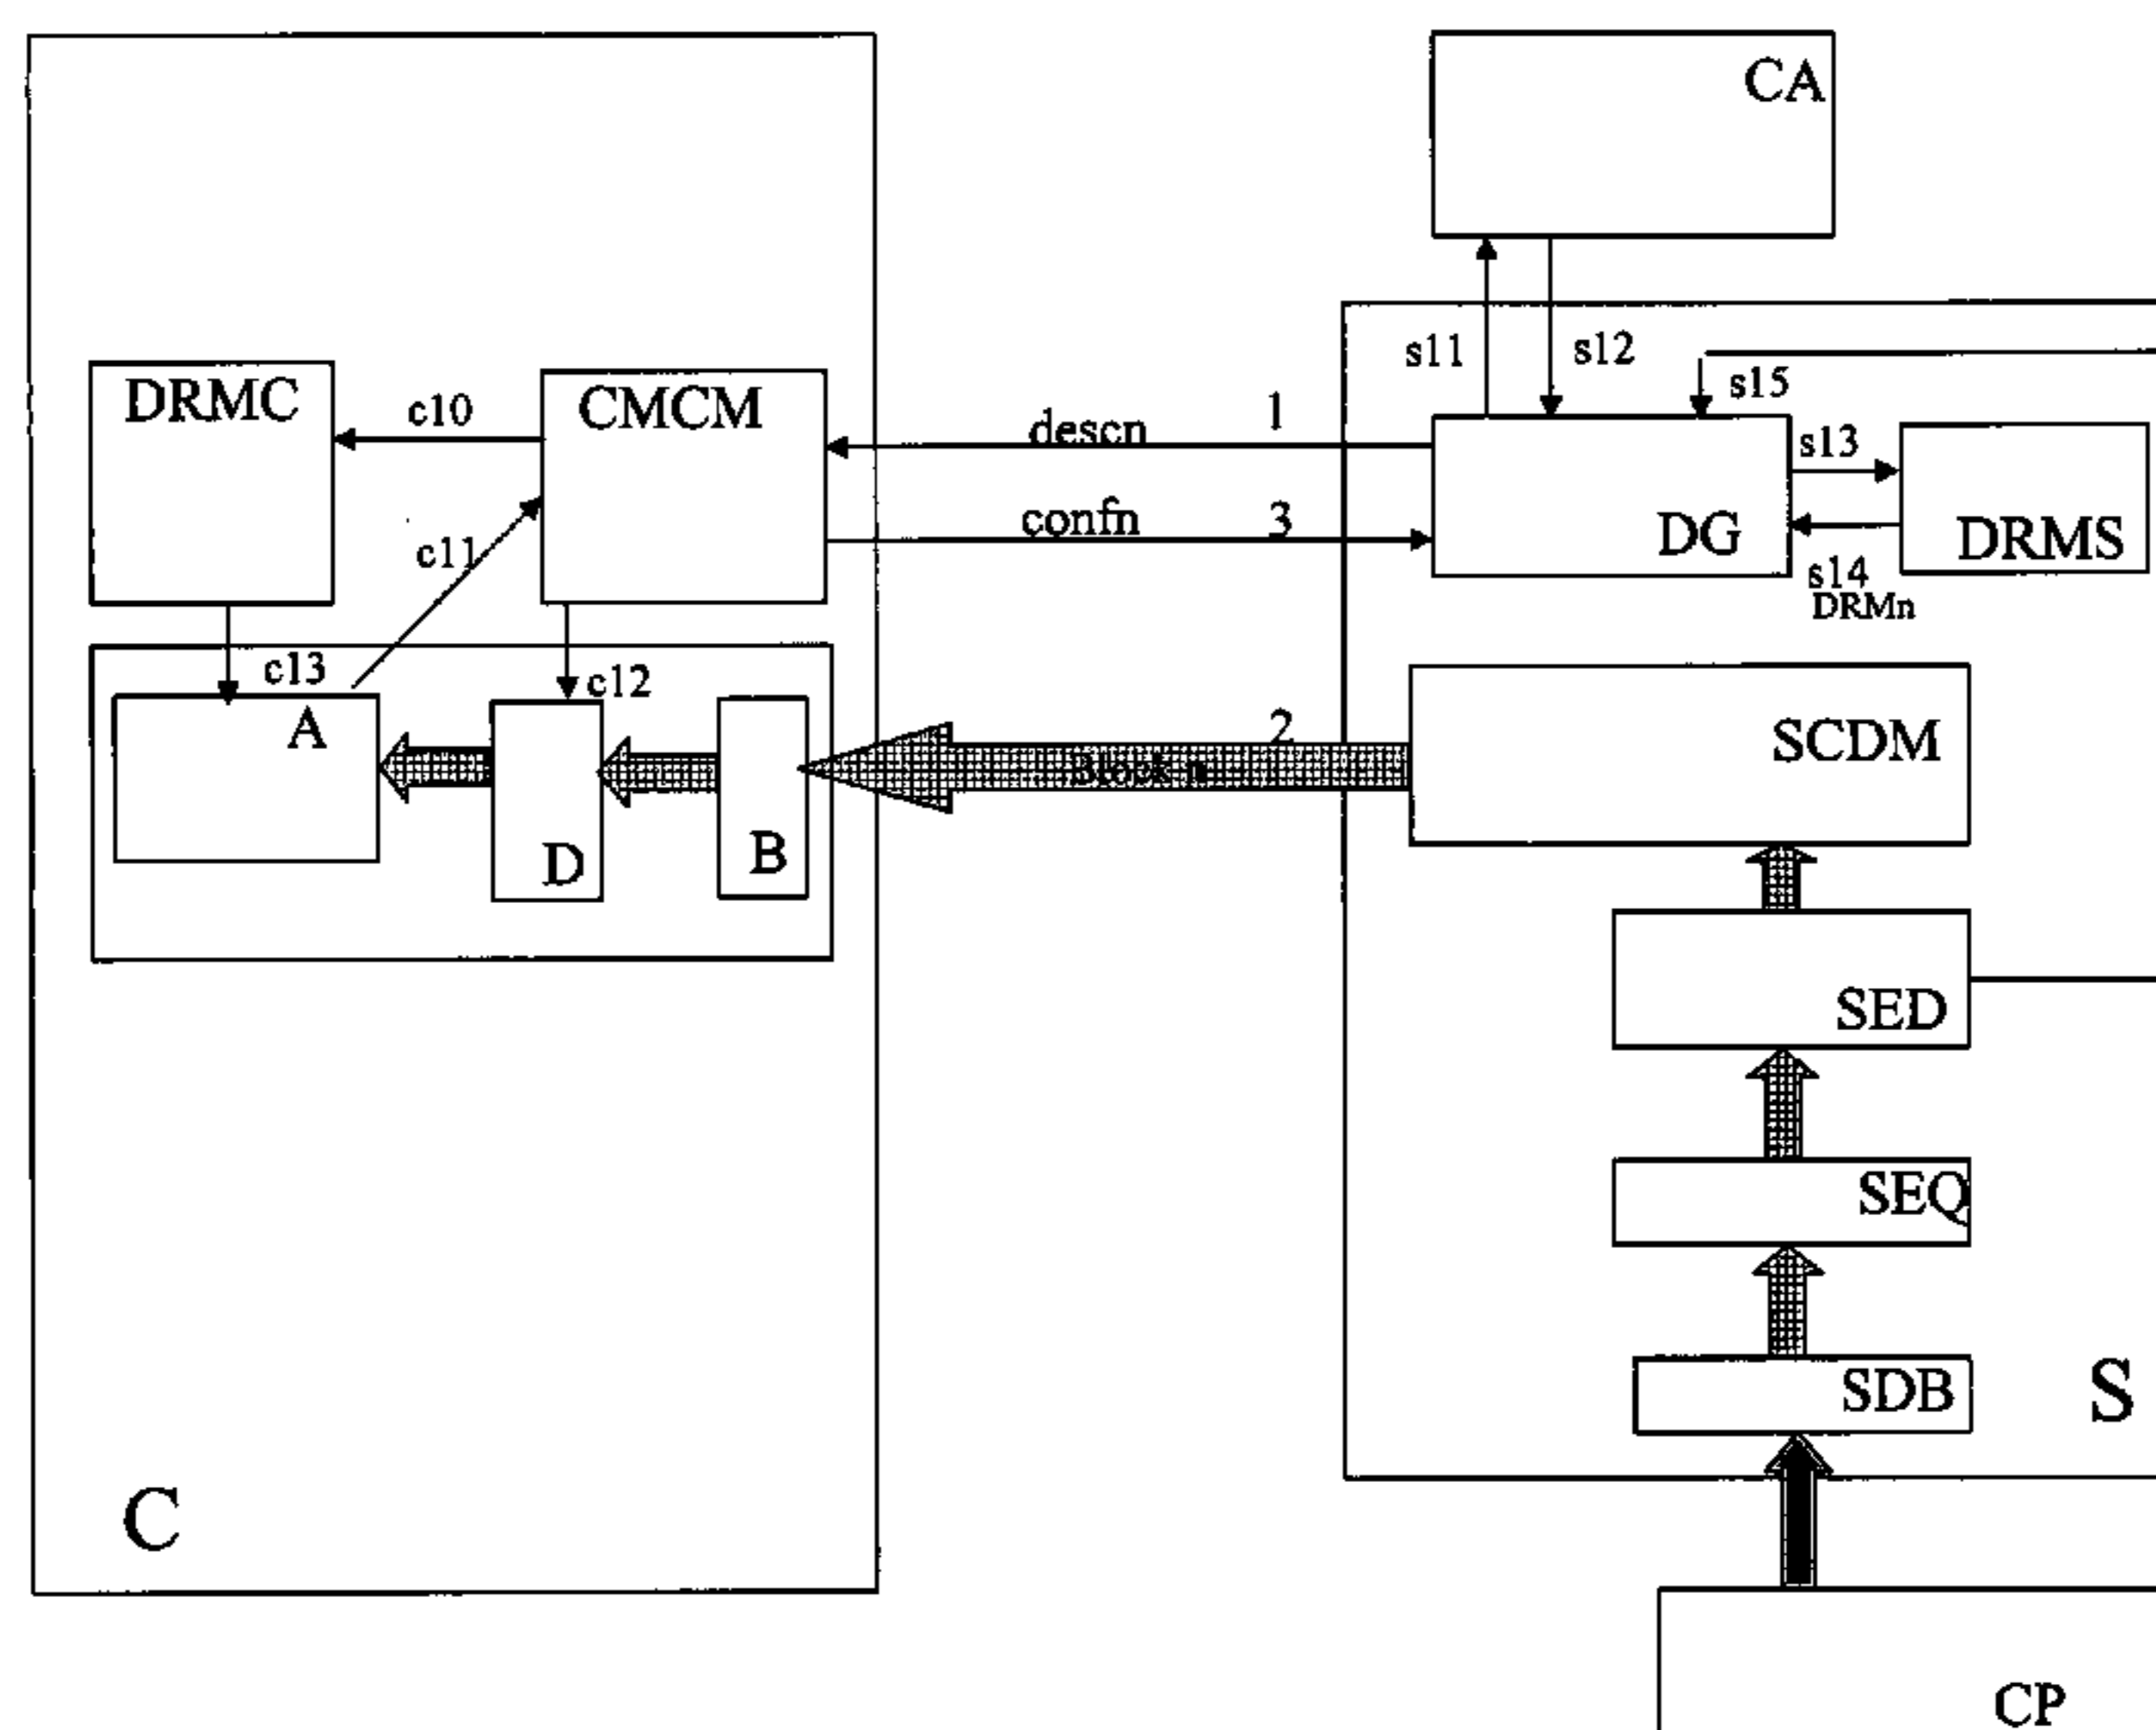 CA
s11
s12
s15
DRMC
c10
CMCM
descn
1
s13
confn
3
DG
DRMS
c11
s14
DRMn
c13
c12
A
2
Block n
SCDM
D
B
SED
SEQ
SDB
S
C
CP